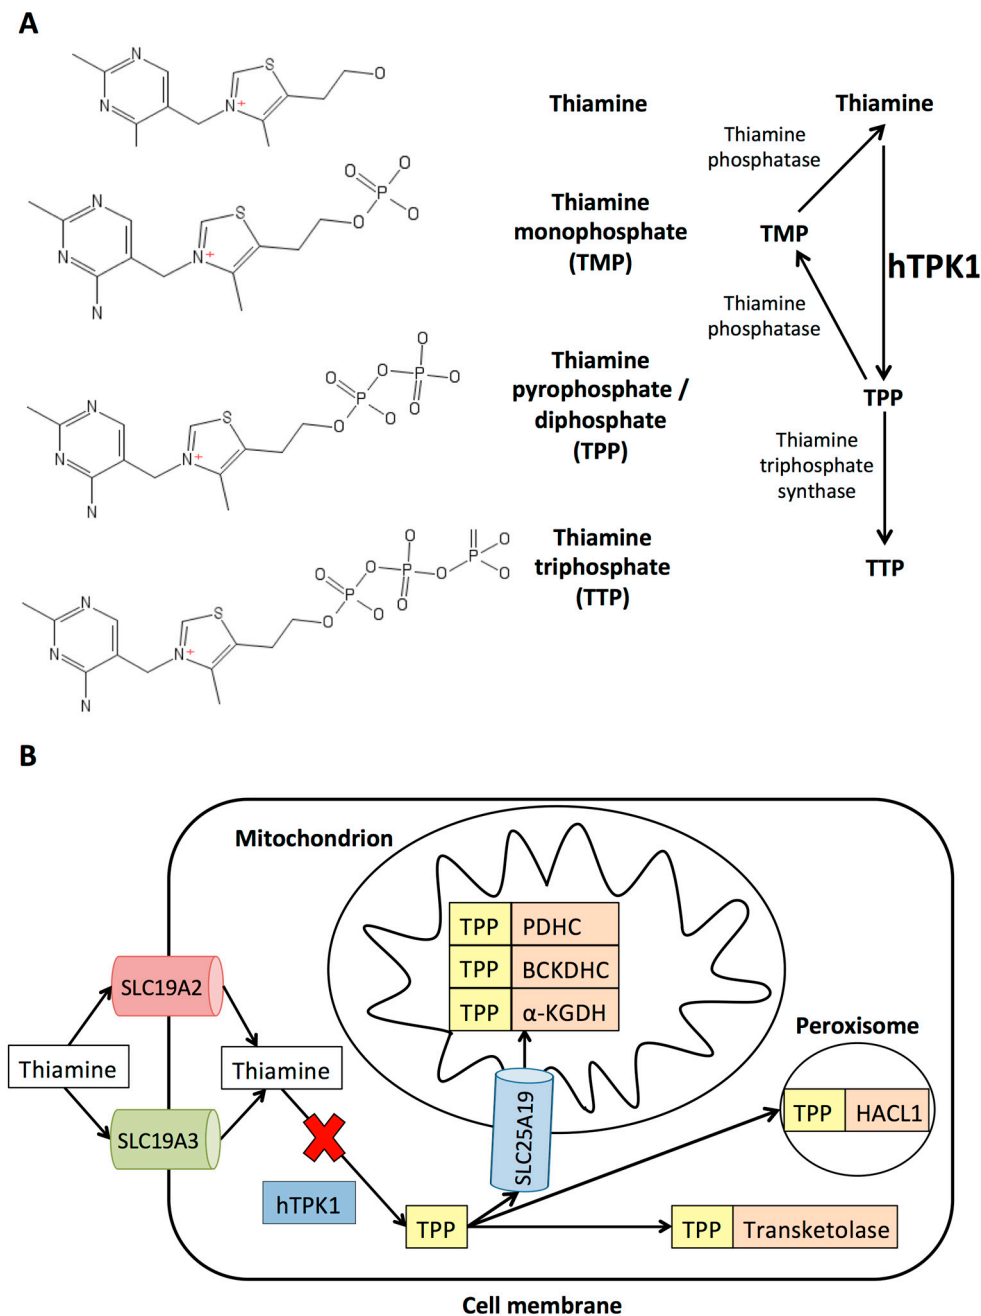 A
Thiamine
Thiamine
monophosphate
(TMP)
Thiamine
pyrophosphate /
diphosphate
(TPP)
Thiamine
triphosphate
(TTP)
Thiamine
Thiamine
phosphatase
TMP
hTPK1
Thiamine
phosphatase
TPP
Thiamine
triphosphate
synthase
TTP
N
N
N+
S
O
N
N
N
N+
S
O
P
O
O
O
N
N
N
N+
S
O
P
O
O
O
P
O
O
O
N
N
N
N+
S
O
P
O
O
O
P
O
O
O
P
O
O
B
Mitochondrion
TPP PDHC
TPP BCKDHC
TPP α-KGDH
SLC19A2
Thiamine
Thiamine
SLC19A3
SLC25A19
Peroxisome
TPP HACL1
hTPK1
TPP
TPP Transketolase
Cell membrane